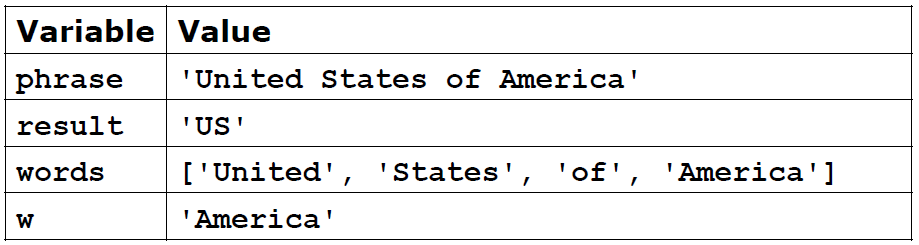 Variable Value
phrase 'United States of America'
result 'US'
words ['United', 'States', 'of', 'America']
w 'America'